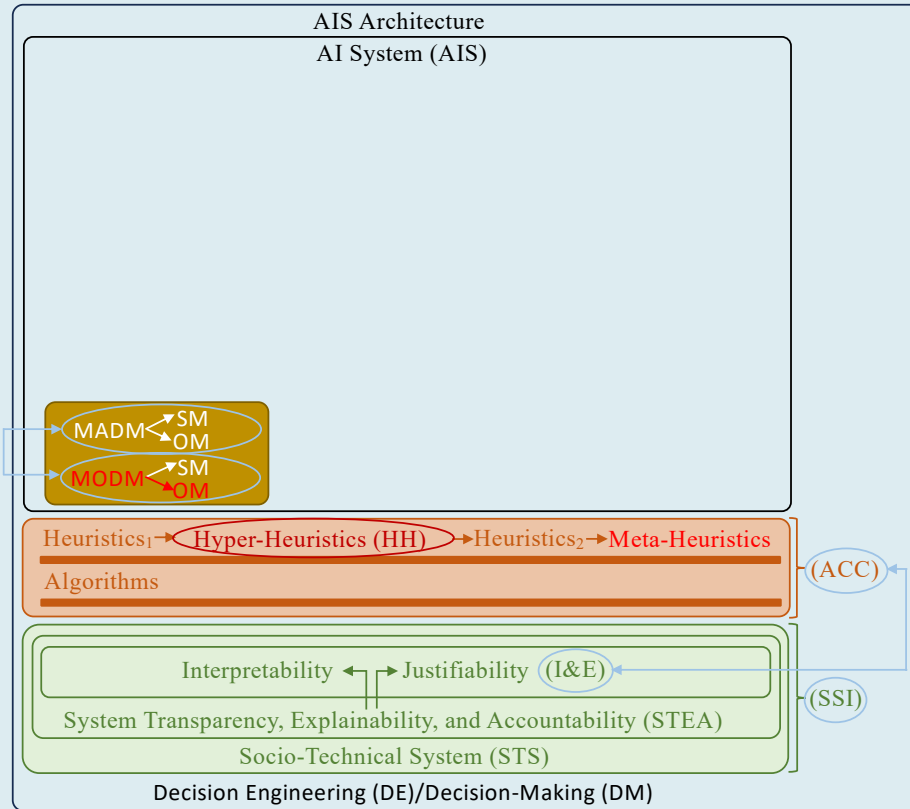 AIS Architecture
AI System (AIS)
MADM
SM
OM
MODM
SM
OM
Heuristics₁ Hyper-Heuristics (HH) Heuristics₂ Meta-Heuristics
Algorithms
(ACC)
Interpretability Justifiability (I&E)
System Transparency, Explainability, and Accountability (STEA)
Socio-Technical System (STS)
(SSI)
Decision Engineering (DE)/Decision-Making (DM)